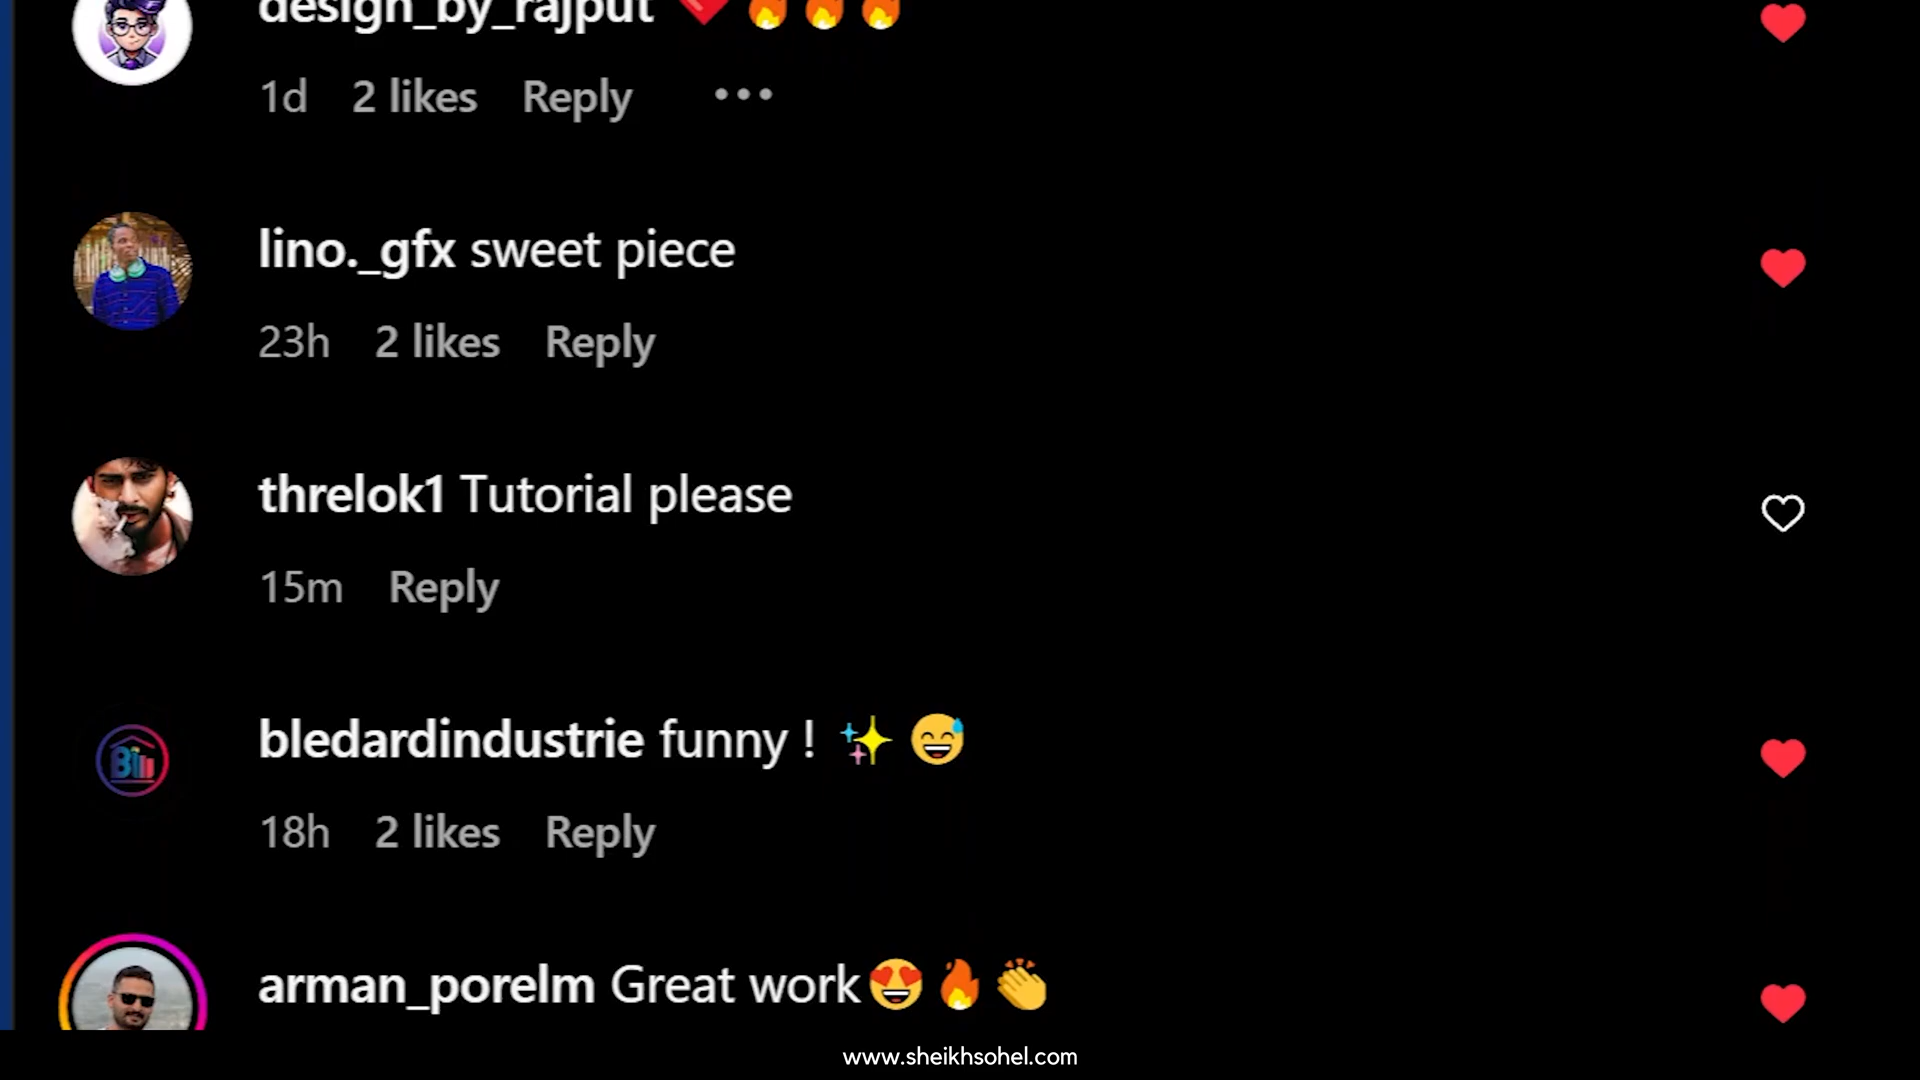 design_by_rajput ❤️🔥🔥🔥
1d 2 likes Reply •••
lino._gfx sweet piece
23h 2 likes Reply
threlok1 Tutorial please
15m Reply
bledardindustrie funny ! ✨ 😅
18h 2 likes Reply
arman_porelm Great work😍🔥👏
www.sheikhsohel.com